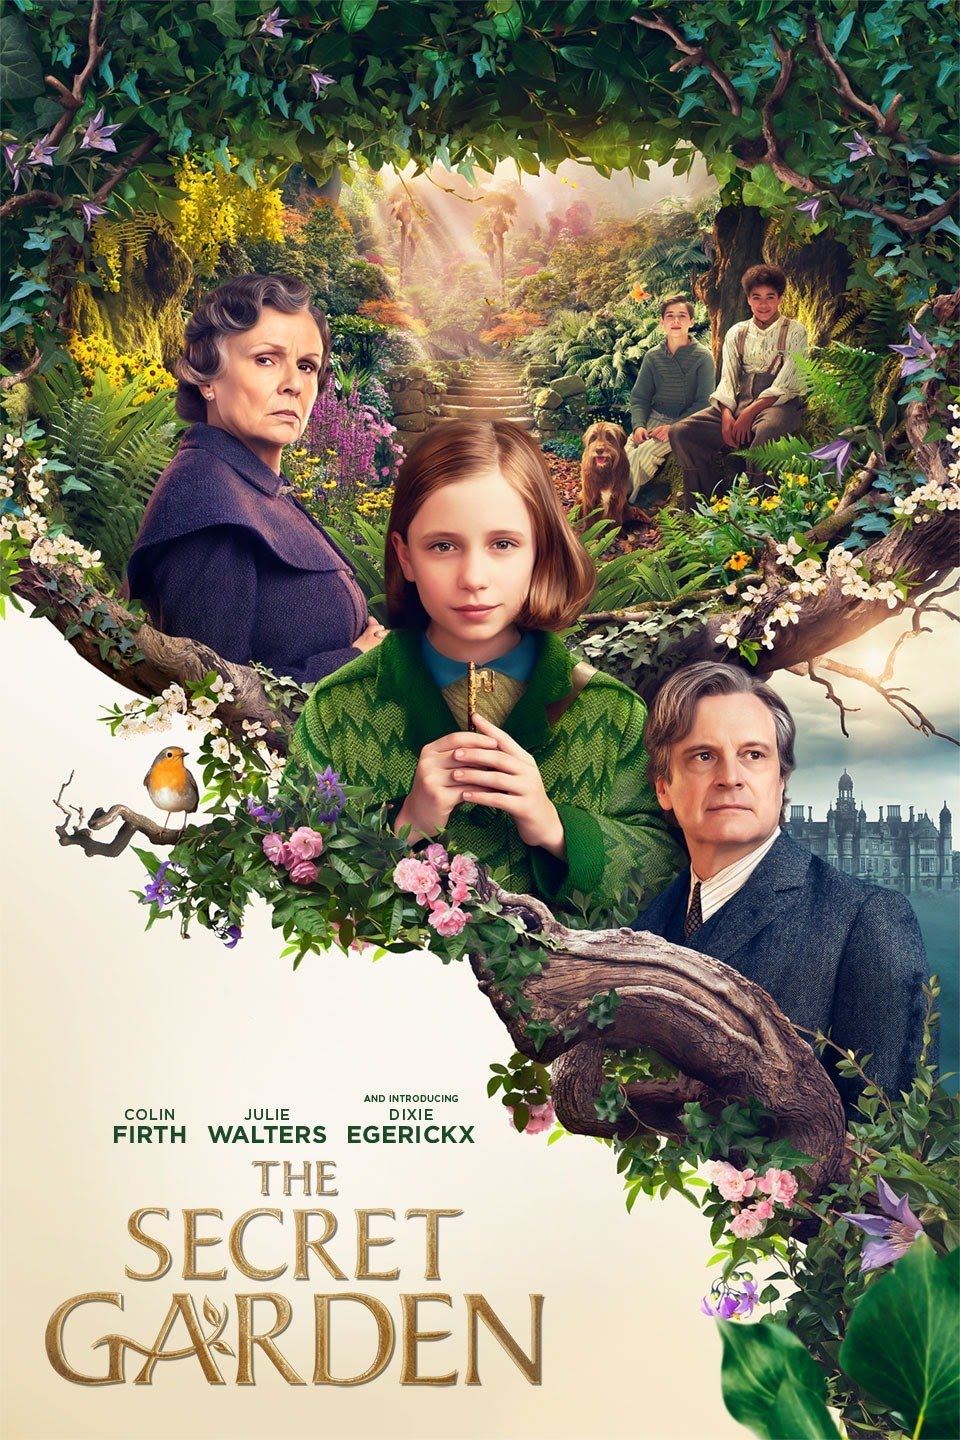 AND INTRODUCING
COLIN JULIE DIXIE
FIRTH WALTERS EGERICKX
THE
SECRET
GARDEN